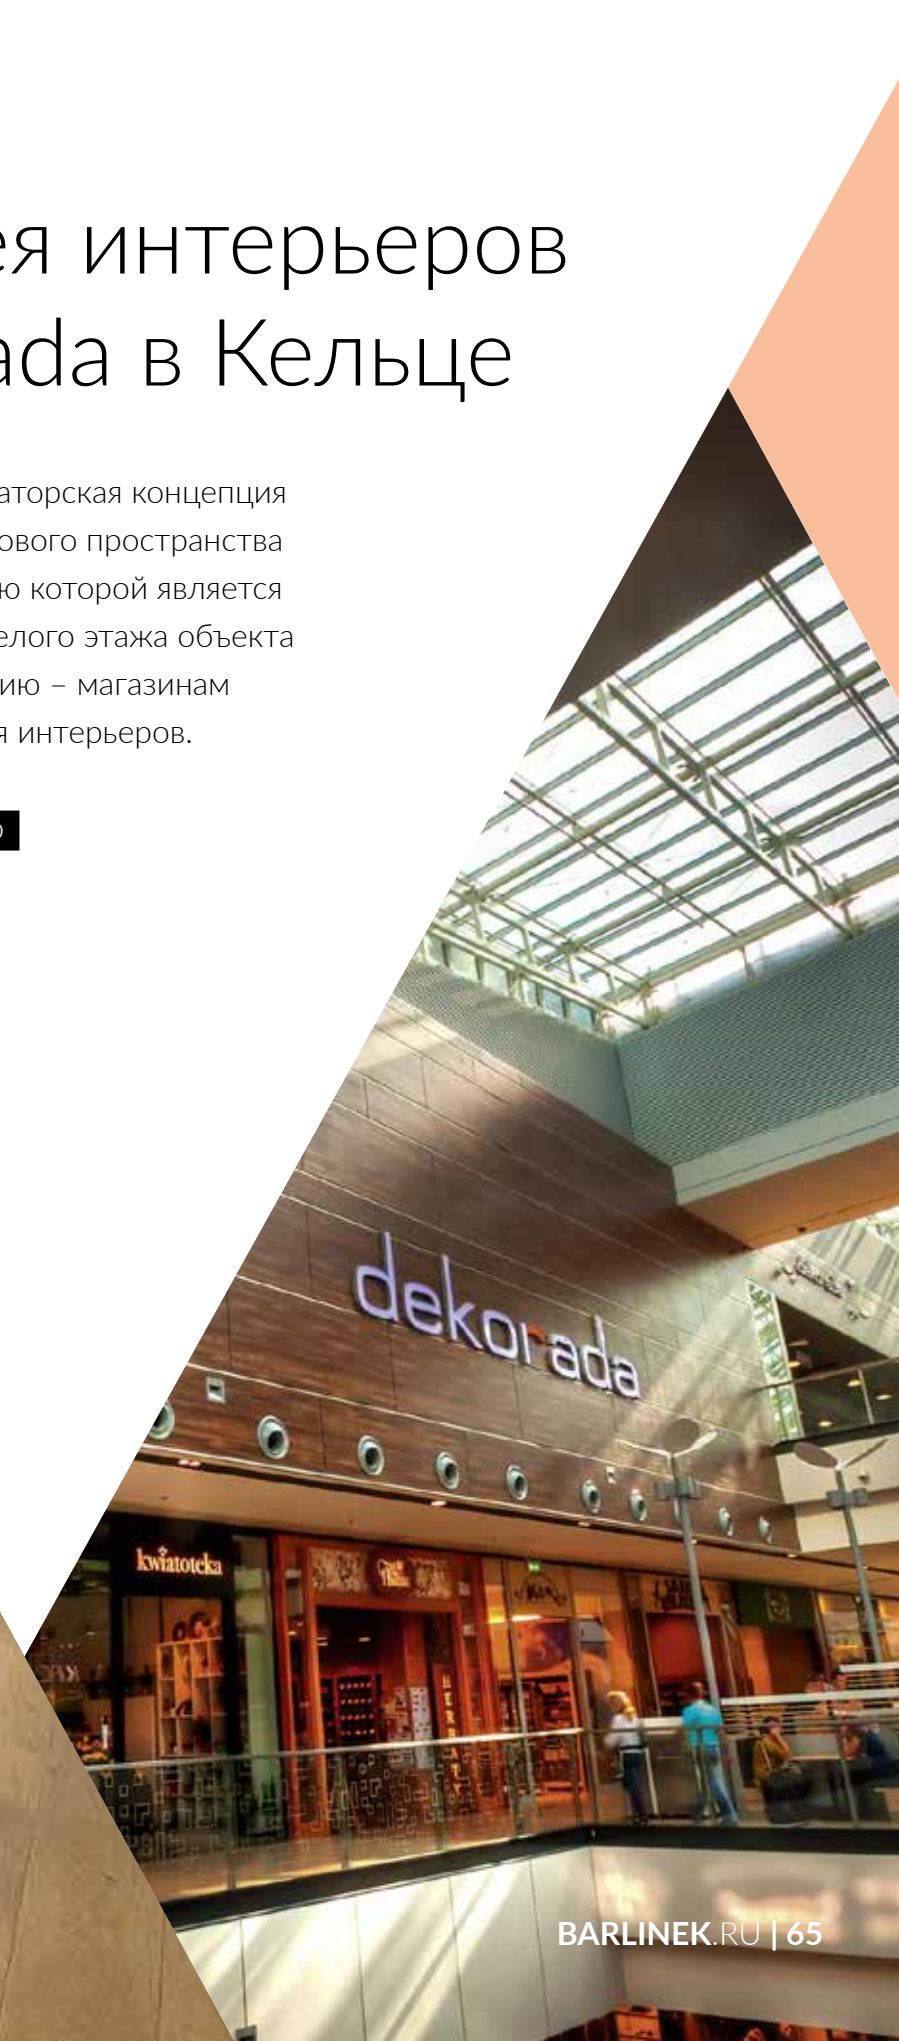 ея интерьеров
ada в Кельце
аторская концепция
ового пространства
ю которой является
елого этажа объекта
ию – магазинам
я интерьеров.
dekorada
kwiatoteka
HERBATY
BARLINEK.RU | 65